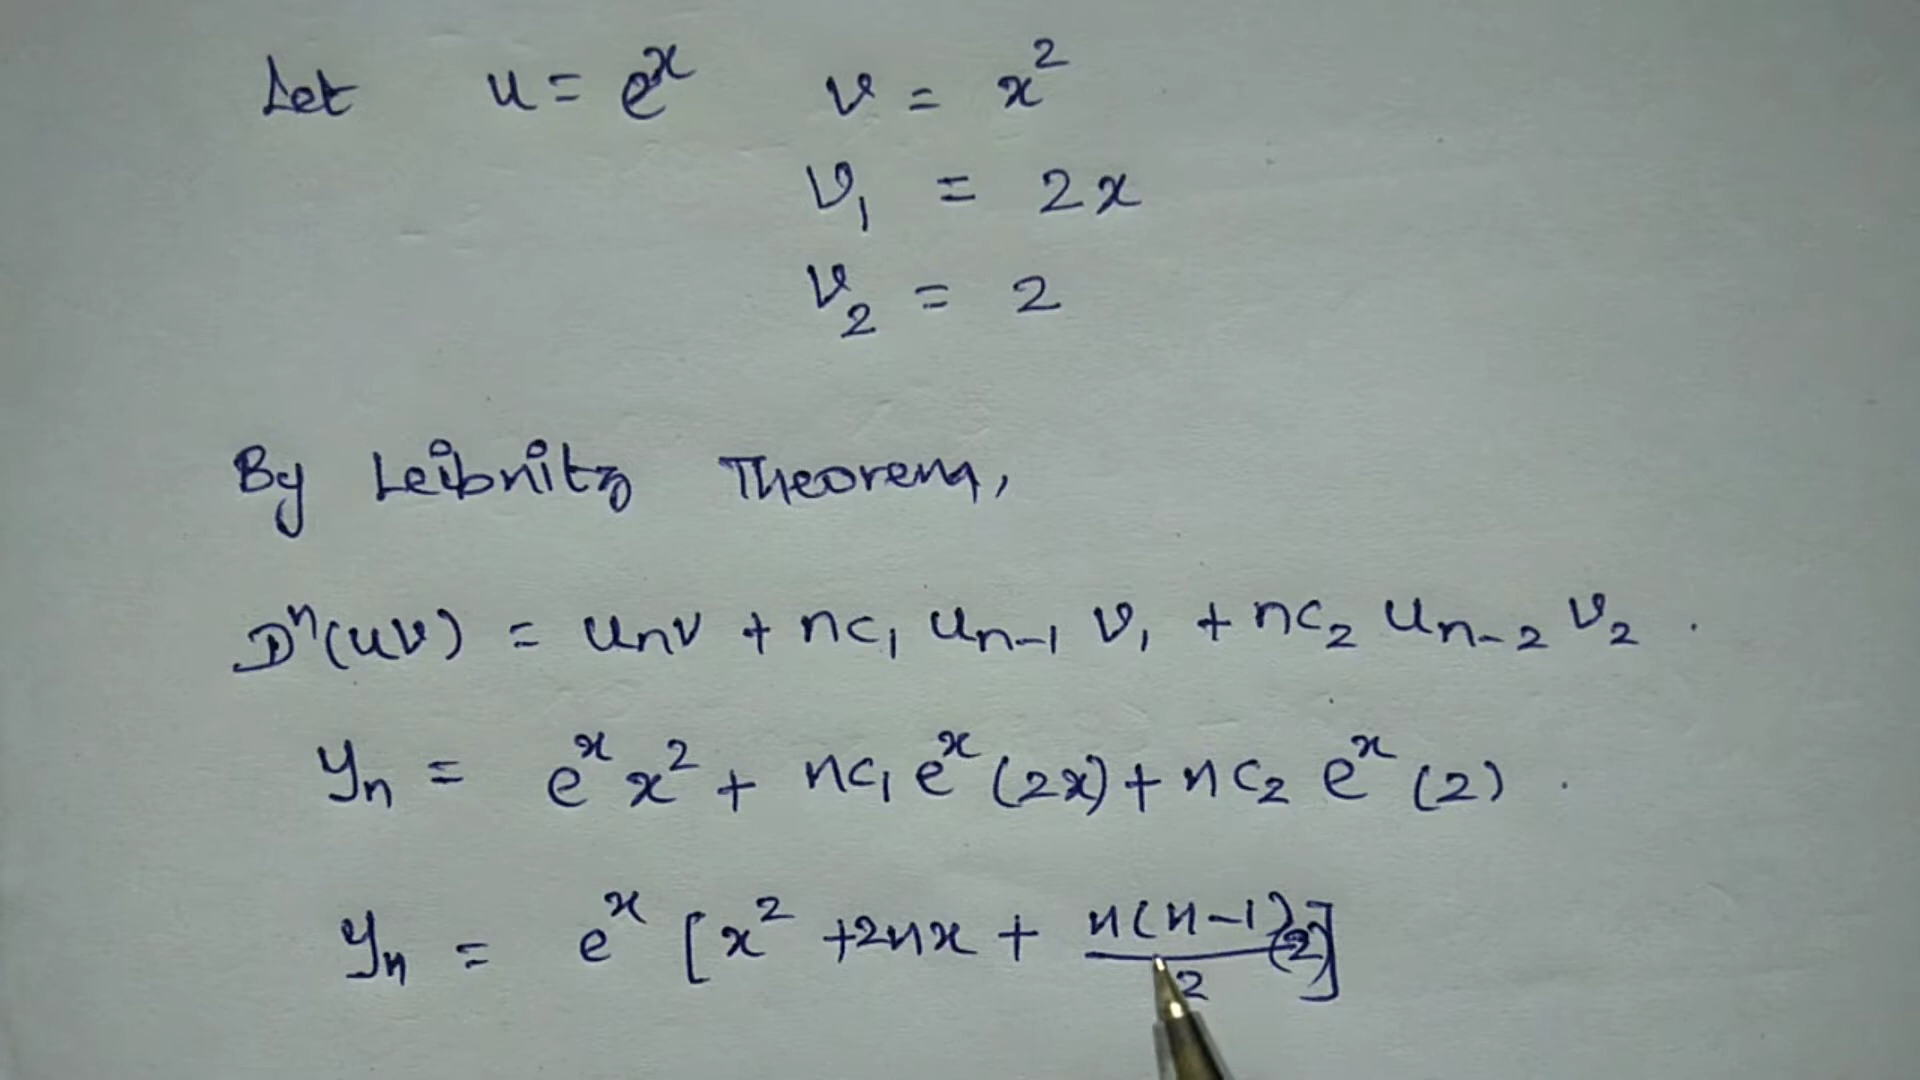 Let u = e^x v = x^2
v_1 = 2x
v_2 = 2
By Leibnitz Theorem,
D^n(uv) = u_n v + nc_1 u_{n-1} v_1 + nc_2 u_{n-2} v_2 .
y_n = e^x x^2 + nc_1 e^x (2x) + nc_2 e^x (2) .
y_n = e^x [x^2 + 2nx + \frac{n(n-1)}{2}(2)]